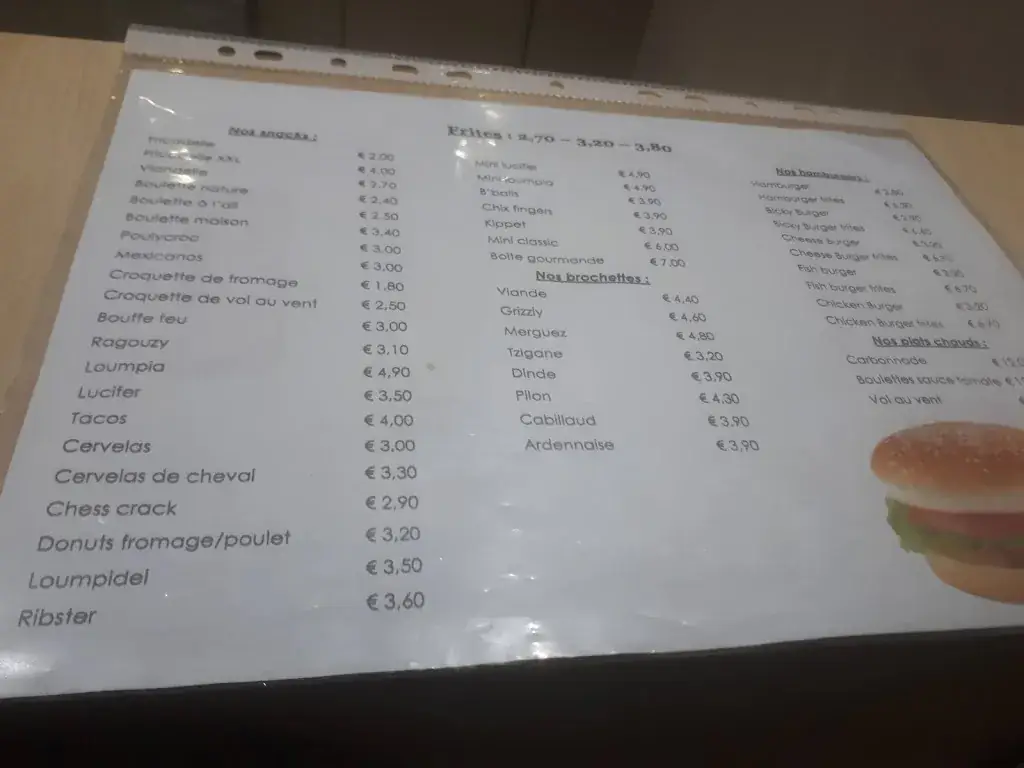 Frites : 2,70 – 3,20 – 3,80
Nos snacks :
Fricadelle € 2,00
Fricadelle XXL € 4,00
Viandelle € 2,70
Boulette nature € 2,40
Boulette à l'ail € 2,50
Boulette maison € 3,40
Poulycroc € 3,00
Mexicanos € 3,00
Croquette de fromage € 1,80
Croquette de vol au vent € 2,50
Bouffe feu € 3,00
Ragouzy € 3,10
Loumpia € 4,90
Lucifer € 3,50
Tacos € 4,00
Cervelas € 3,00
Cervelas de cheval € 3,30
Chess crack € 2,90
Donuts fromage/poulet € 3,20
Loumpidel € 3,50
Ribster € 3,60
Mini lucifer € 4,90
Mini loumpia € 4,90
B'balls € 3,90
Chix fingers € 3,90
Kippet € 3,90
Mini classic € 6,00
Boite gourmande € 7,00
Nos brochettes :
Viande € 4,40
Grizzly € 4,60
Merguez € 4,80
Tzigane € 3,20
Dinde € 3,90
Pilon € 4,30
Cabillaud € 3,90
Ardennaise € 3,90
Nos hamburgers :
Hamburger
Hamburger frites
Bicky Burger
Bicky Burger frites
Cheese burger
Cheese Burger frites
Fish burger
Fish burger frites € 6,70
Chicken Burger
Chicken Burger frites
Nos plats chauds :
Carbonnade
Boulettes sauce tomate
Vol au vent